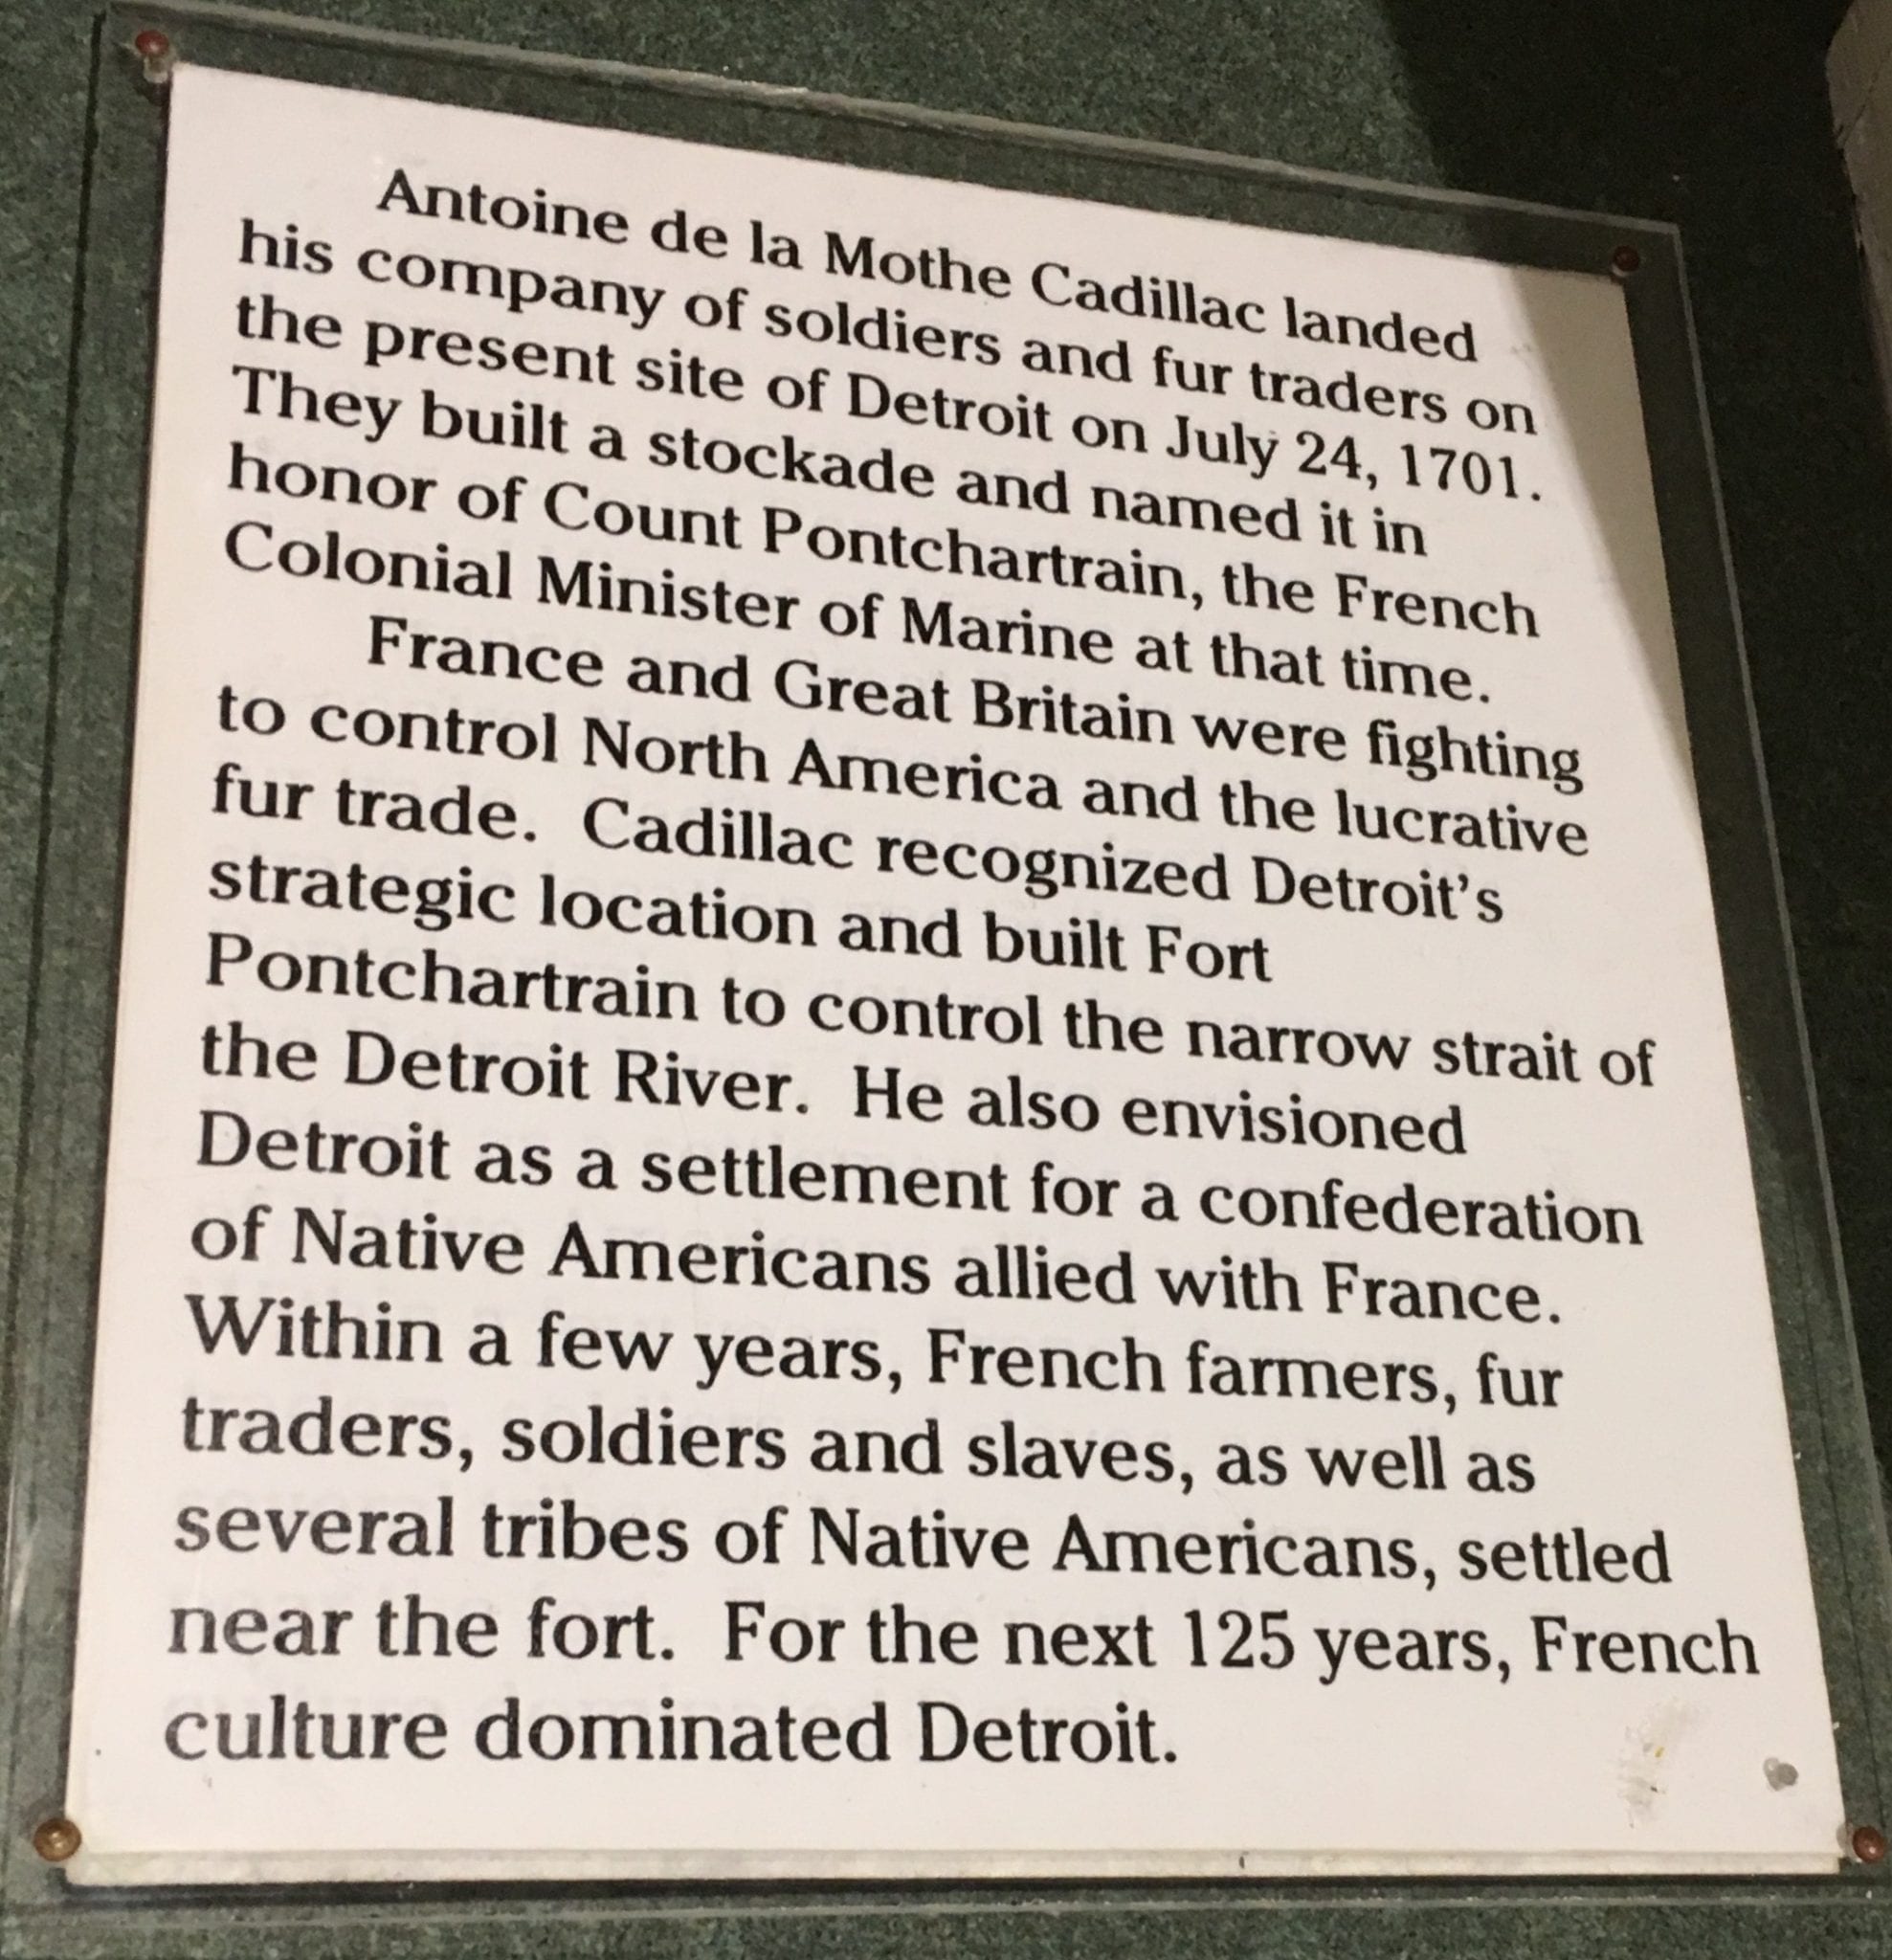 Antoine de la Mothe Cadillac landed
his company of soldiers and fur traders on
the present site of Detroit on July 24, 1701.
They built a stockade and named it in
honor of Count Pontchartrain, the French
Colonial Minister of Marine at that time.
France and Great Britain were fighting
to control North America and the lucrative
fur trade.  Cadillac recognized Detroit's
strategic location and built Fort
Pontchartrain to control the narrow strait of
the Detroit River.  He also envisioned
Detroit as a settlement for a confederation
of Native Americans allied with France.
Within a few years, French farmers, fur
traders, soldiers and slaves, as well as
several tribes of Native Americans, settled
near the fort.  For the next 125 years, French
culture dominated Detroit.